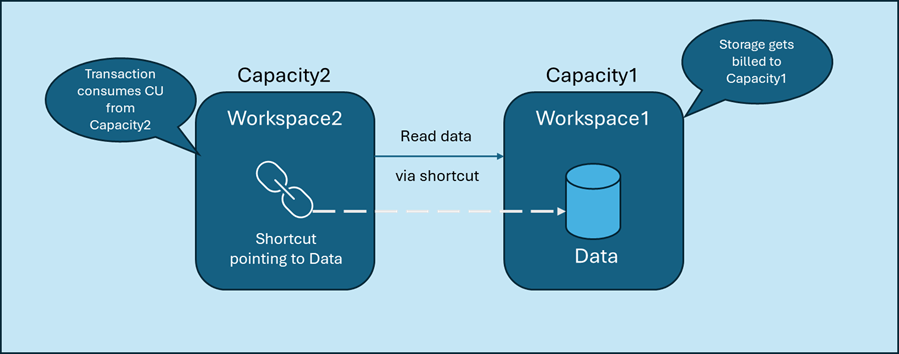 Transaction
consumes CU
from
Capacity2
Capacity2
Workspace2
Shortcut
pointing to Data
Read data
via shortcut
Capacity1
Workspace1
Data
Storage gets
billed to
Capacity1